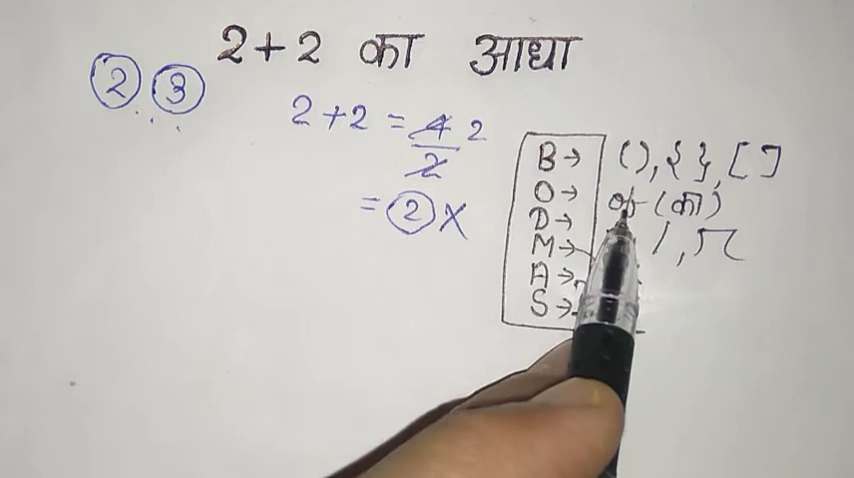 2+2 का आधा
2 3
2+2 = 4 2
2
= 2 X
B→ (), { }, [ ]
O→ of (का)
D→
M→ /,
A→
S→